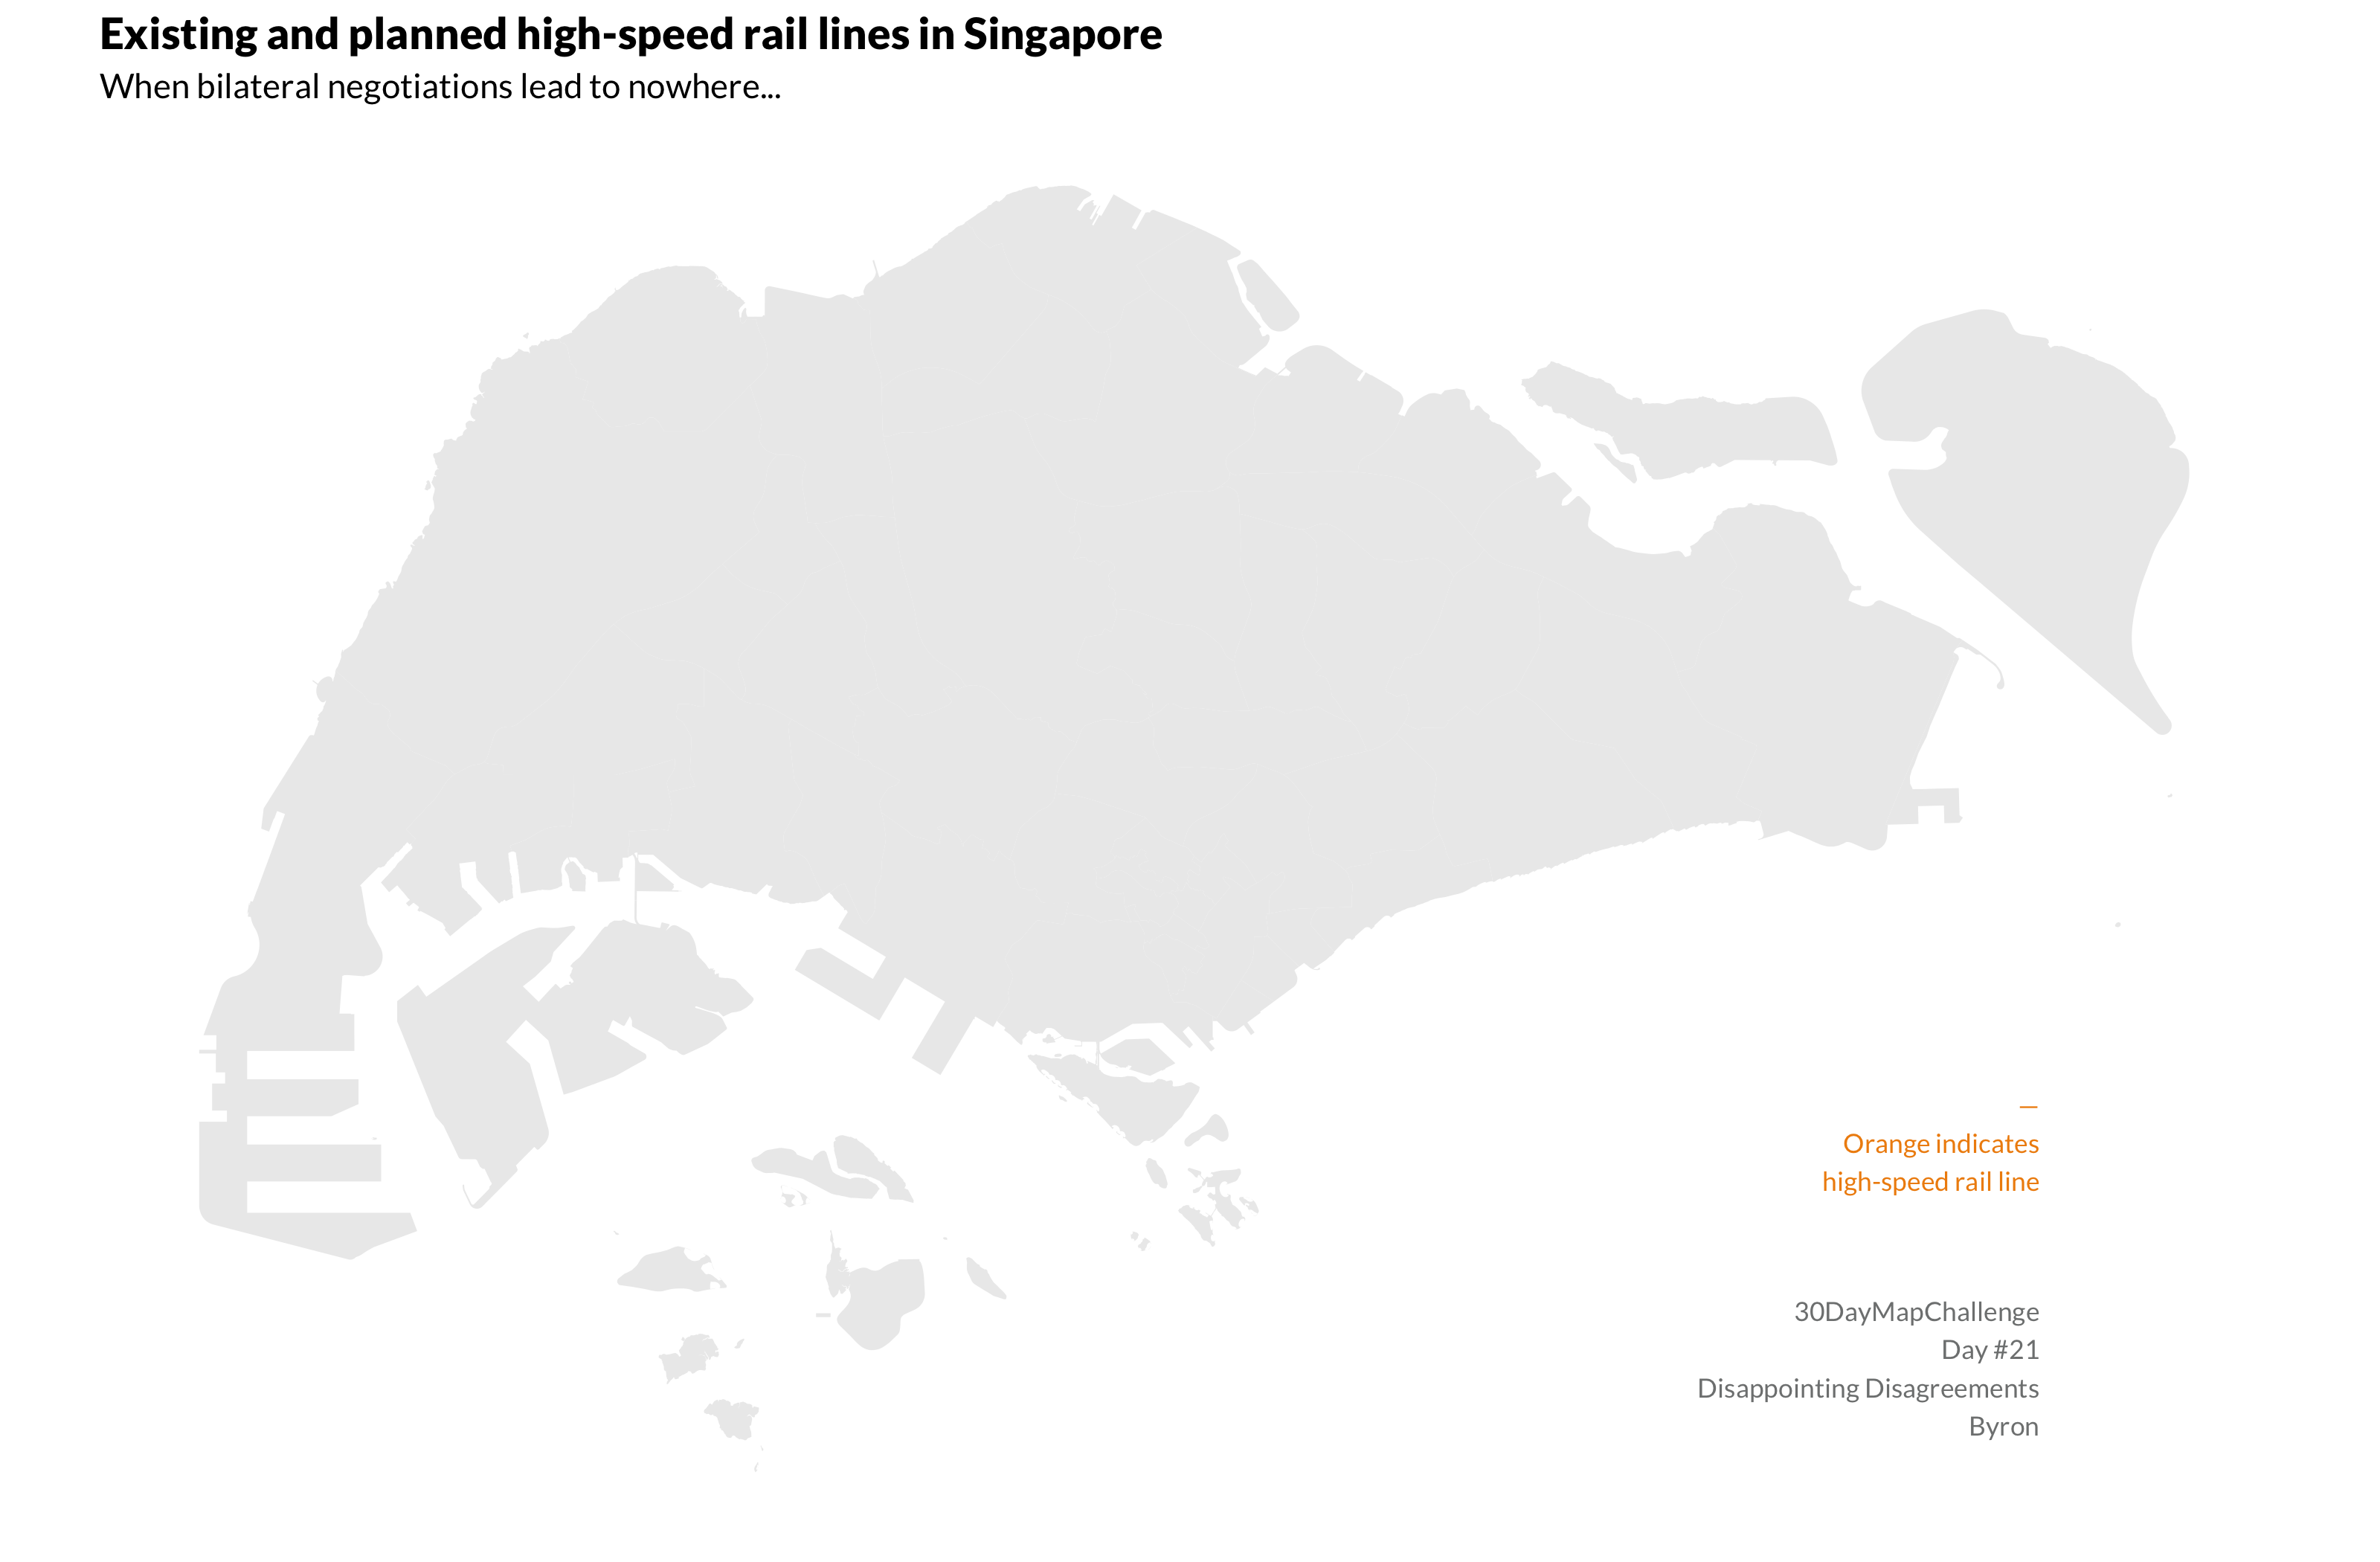 Existing and planned high-speed rail lines in Singapore
When bilateral negotiations lead to nowhere...
Orange indicates
high-speed rail line
30DayMapChallenge
Day #21
Disappointing Disagreements
Byron